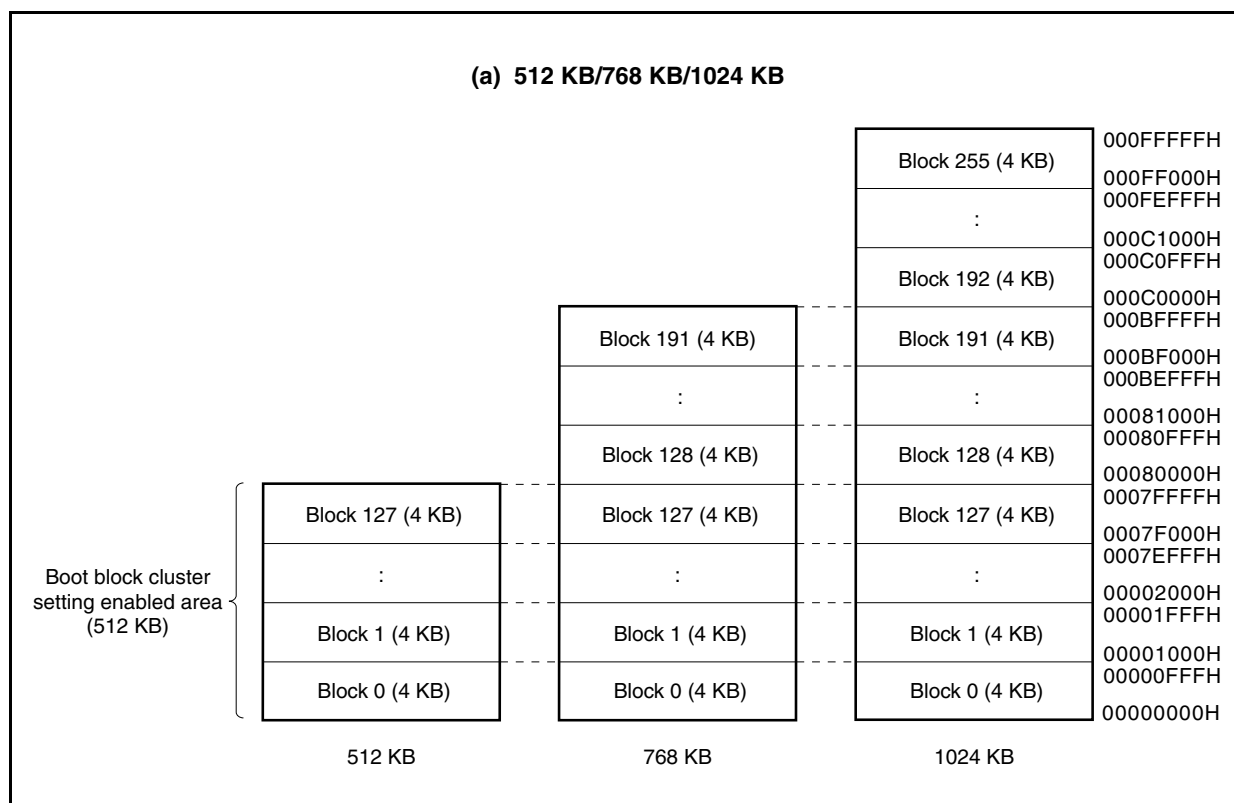 (a) 512 KB/768 KB/1024 KB
000FFFFFH
Block 255 (4 KB)
000FF000H
000FEFFFH
:
000C1000H
000C0FFFH
Block 192 (4 KB)
000C0000H
000BFFFFH
Block 191 (4 KB) Block 191 (4 KB)
000BF000H
000BEFFFH
: :
00081000H
00080FFFH
Block 128 (4 KB) Block 128 (4 KB)
00080000H
0007FFFFH
Block 127 (4 KB) Block 127 (4 KB) Block 127 (4 KB)
0007F000H
0007EFFFH
: : :
Boot block cluster
setting enabled area
(512 KB)
00002000H
00001FFFH
Block 1 (4 KB) Block 1 (4 KB) Block 1 (4 KB)
00001000H
00000FFFH
Block 0 (4 KB) Block 0 (4 KB) Block 0 (4 KB)
00000000H
512 KB 768 KB 1024 KB